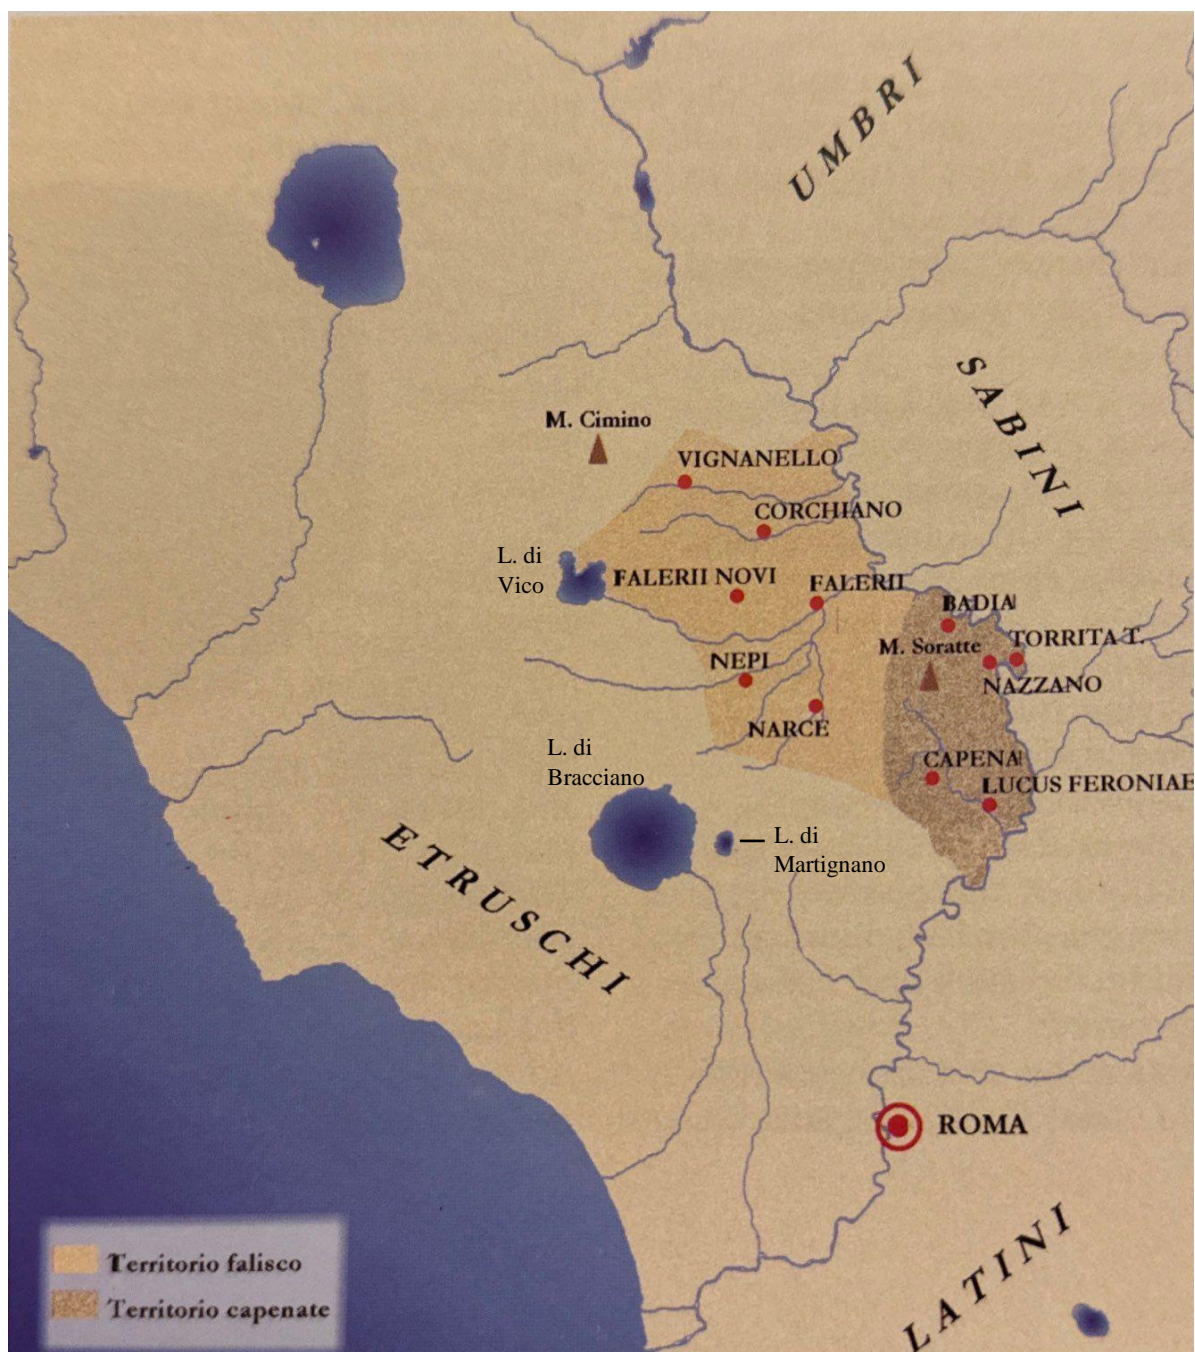 UMBRI
SABINI
M. Cimino
VIGNANELLO
CORCHIANO
L. di
Vico
FALERII NOVI
FALERII
BADIA
M. Soratte
TORRITA T.
NEPI
NAZZANO
NARCE
L. di
Bracciano
CAPENA
LUCUS FERONIAE
L. di
Martignano
ETRUSCHI
ROMA
LATINI
Territorio falisco
Territorio capenate